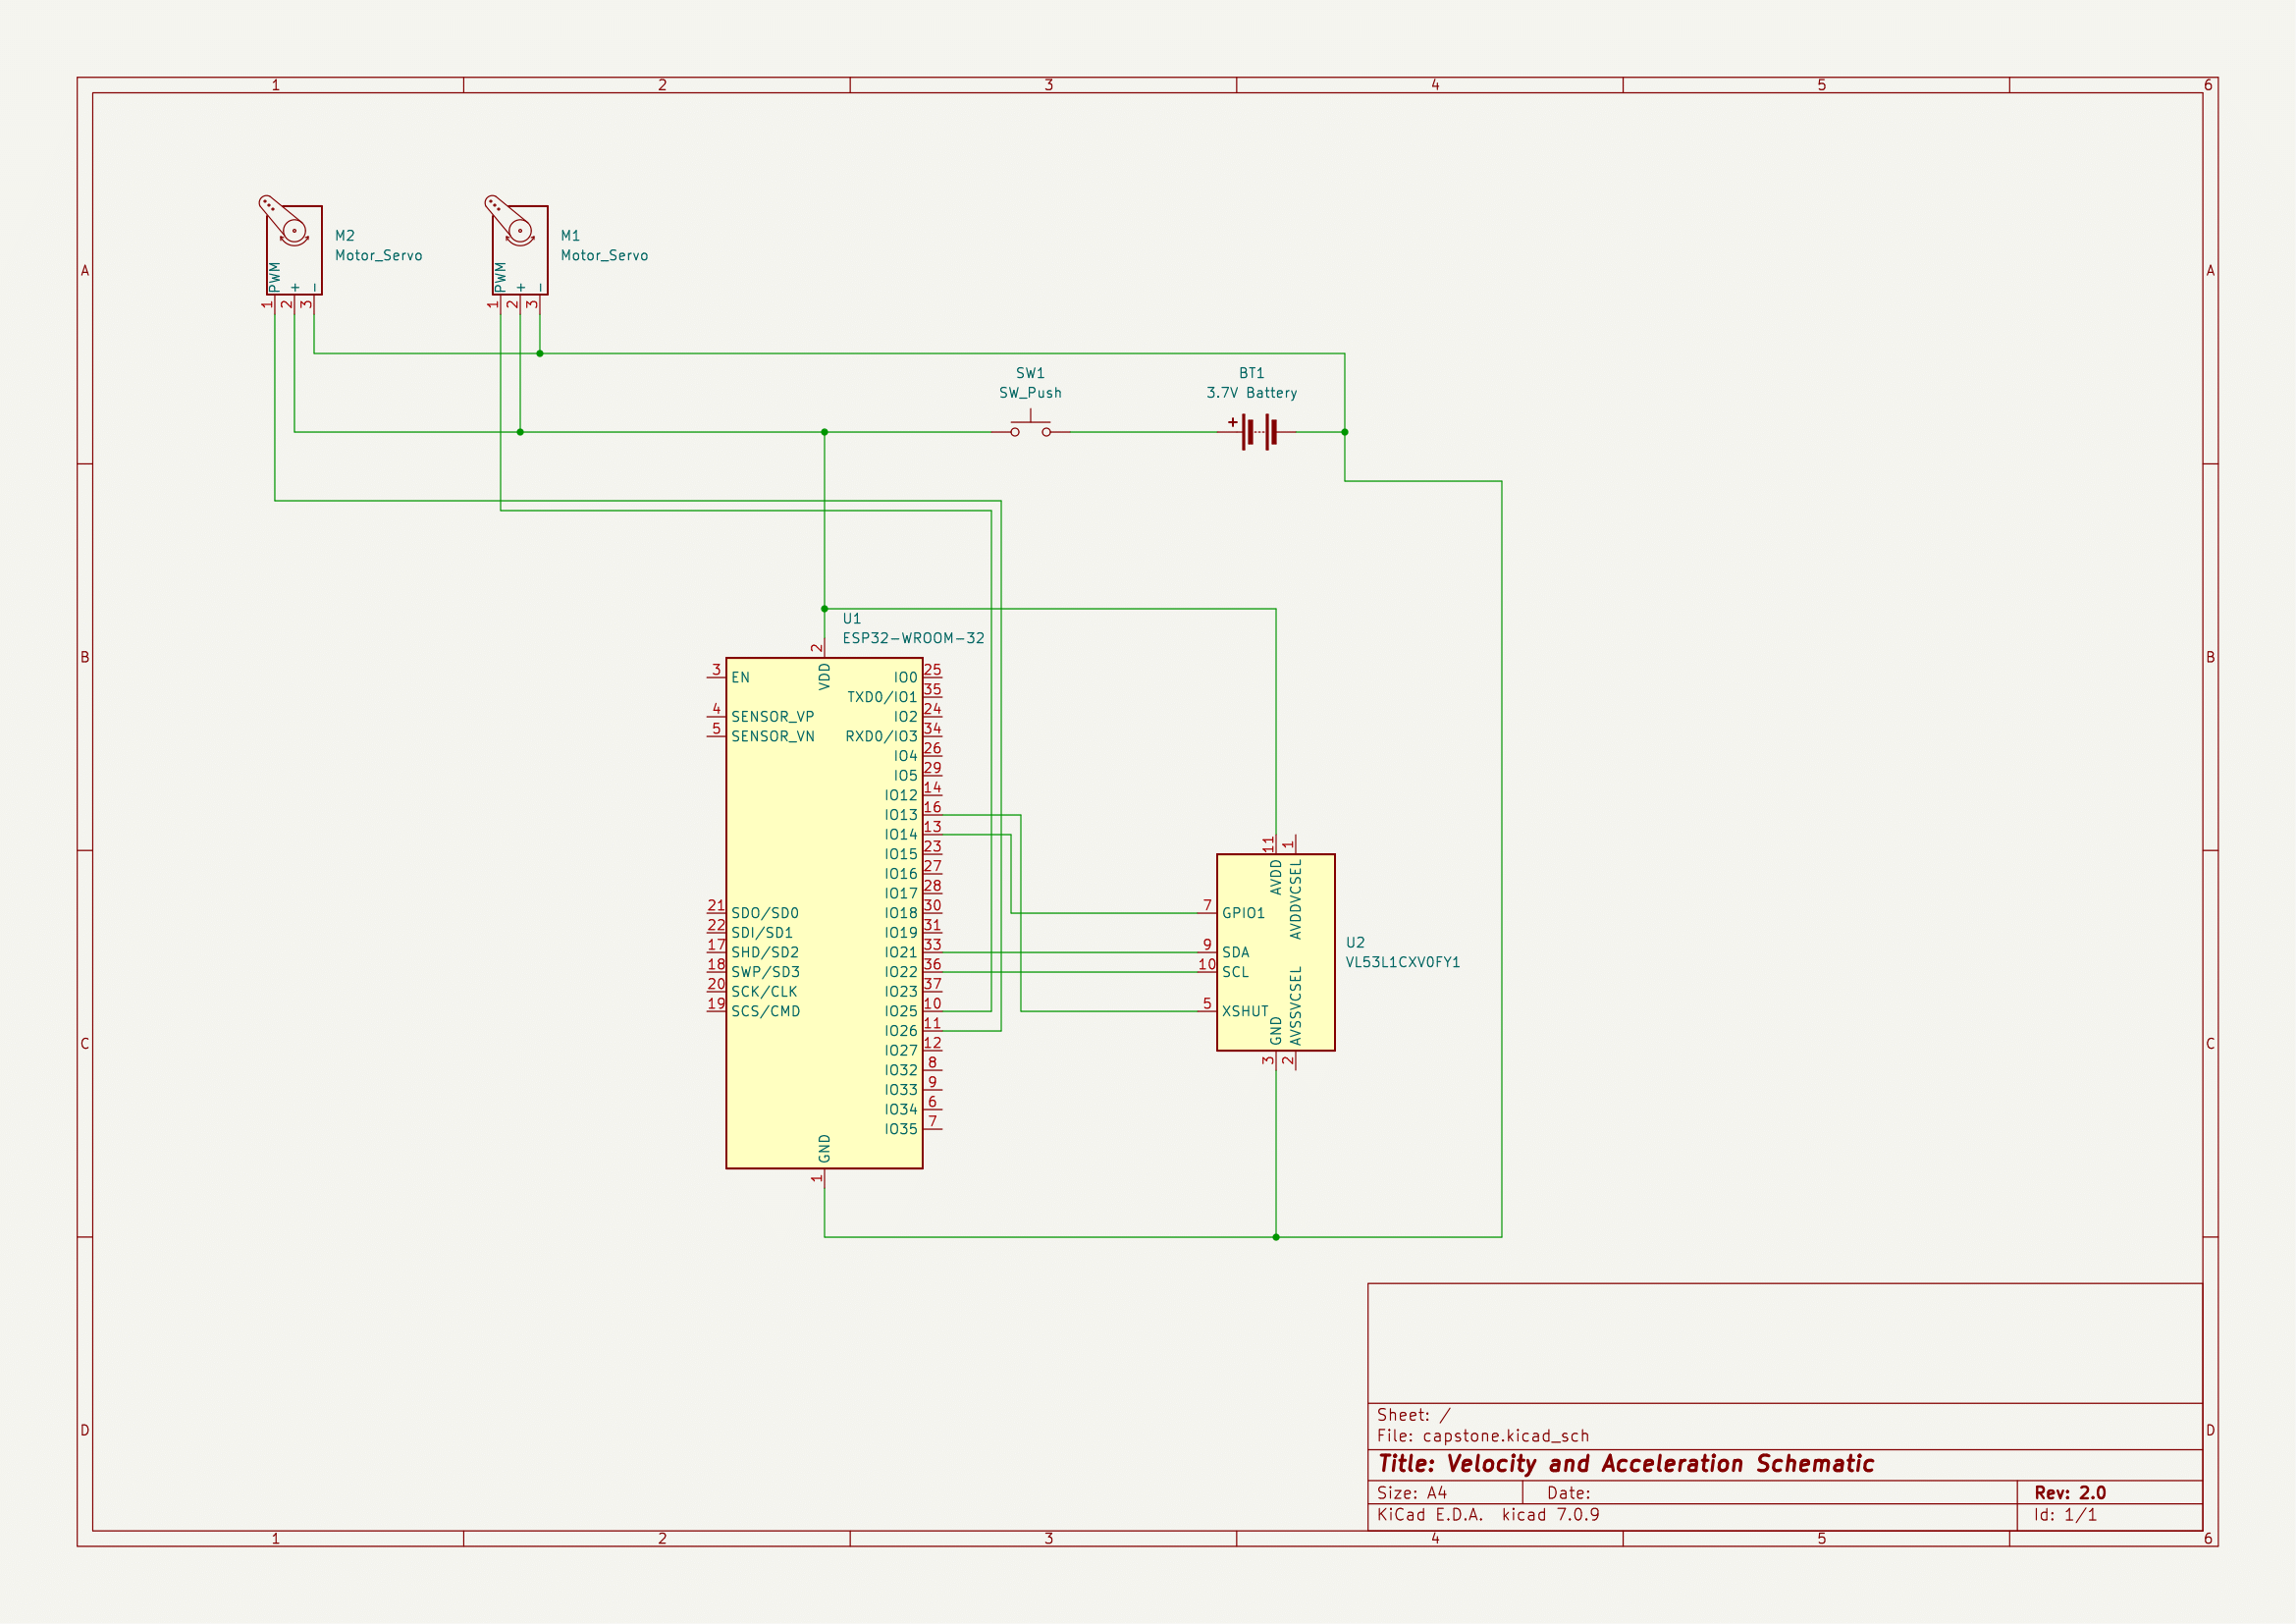 1 2 3 4 5 6
A A
B B
C C
D D
M2
Motor_Servo
PWM
+
-
1 2 3
M1
Motor_Servo
PWM
+
-
1 2 3
SW1
SW_Push
BT1
3.7V Battery
+
U1
ESP32-WROOM-32
2
VDD
3 EN
4 SENSOR_VP
5 SENSOR_VN
21 SDO/SD0
22 SDI/SD1
17 SHD/SD2
18 SWP/SD3
20 SCK/CLK
19 SCS/CMD
IO0 25
TXD0/IO1 35
IO2 24
RXD0/IO3 34
IO4 26
IO5 29
IO12 14
IO13 16
IO14 13
IO15 23
IO16 27
IO17 28
IO18 30
IO19 31
IO21 33
IO22 36
IO23 37
IO25 10
IO26 11
IO27 12
IO32 8
IO33 9
IO34 6
IO35 7
GND
1
11 1
AVDD
AVDDVCSEL
7 GPIO1
9 SDA
10 SCL
5 XSHUT
GND
AVSSVCSEL
3 2
U2
VL53L1CXV0FY1
Sheet: /
File: capstone.kicad_sch
Title: Velocity and Acceleration Schematic
Size: A4 Date: Rev: 2.0
KiCad E.D.A. kicad 7.0.9 Id: 1/1
1 2 3 4 5 6